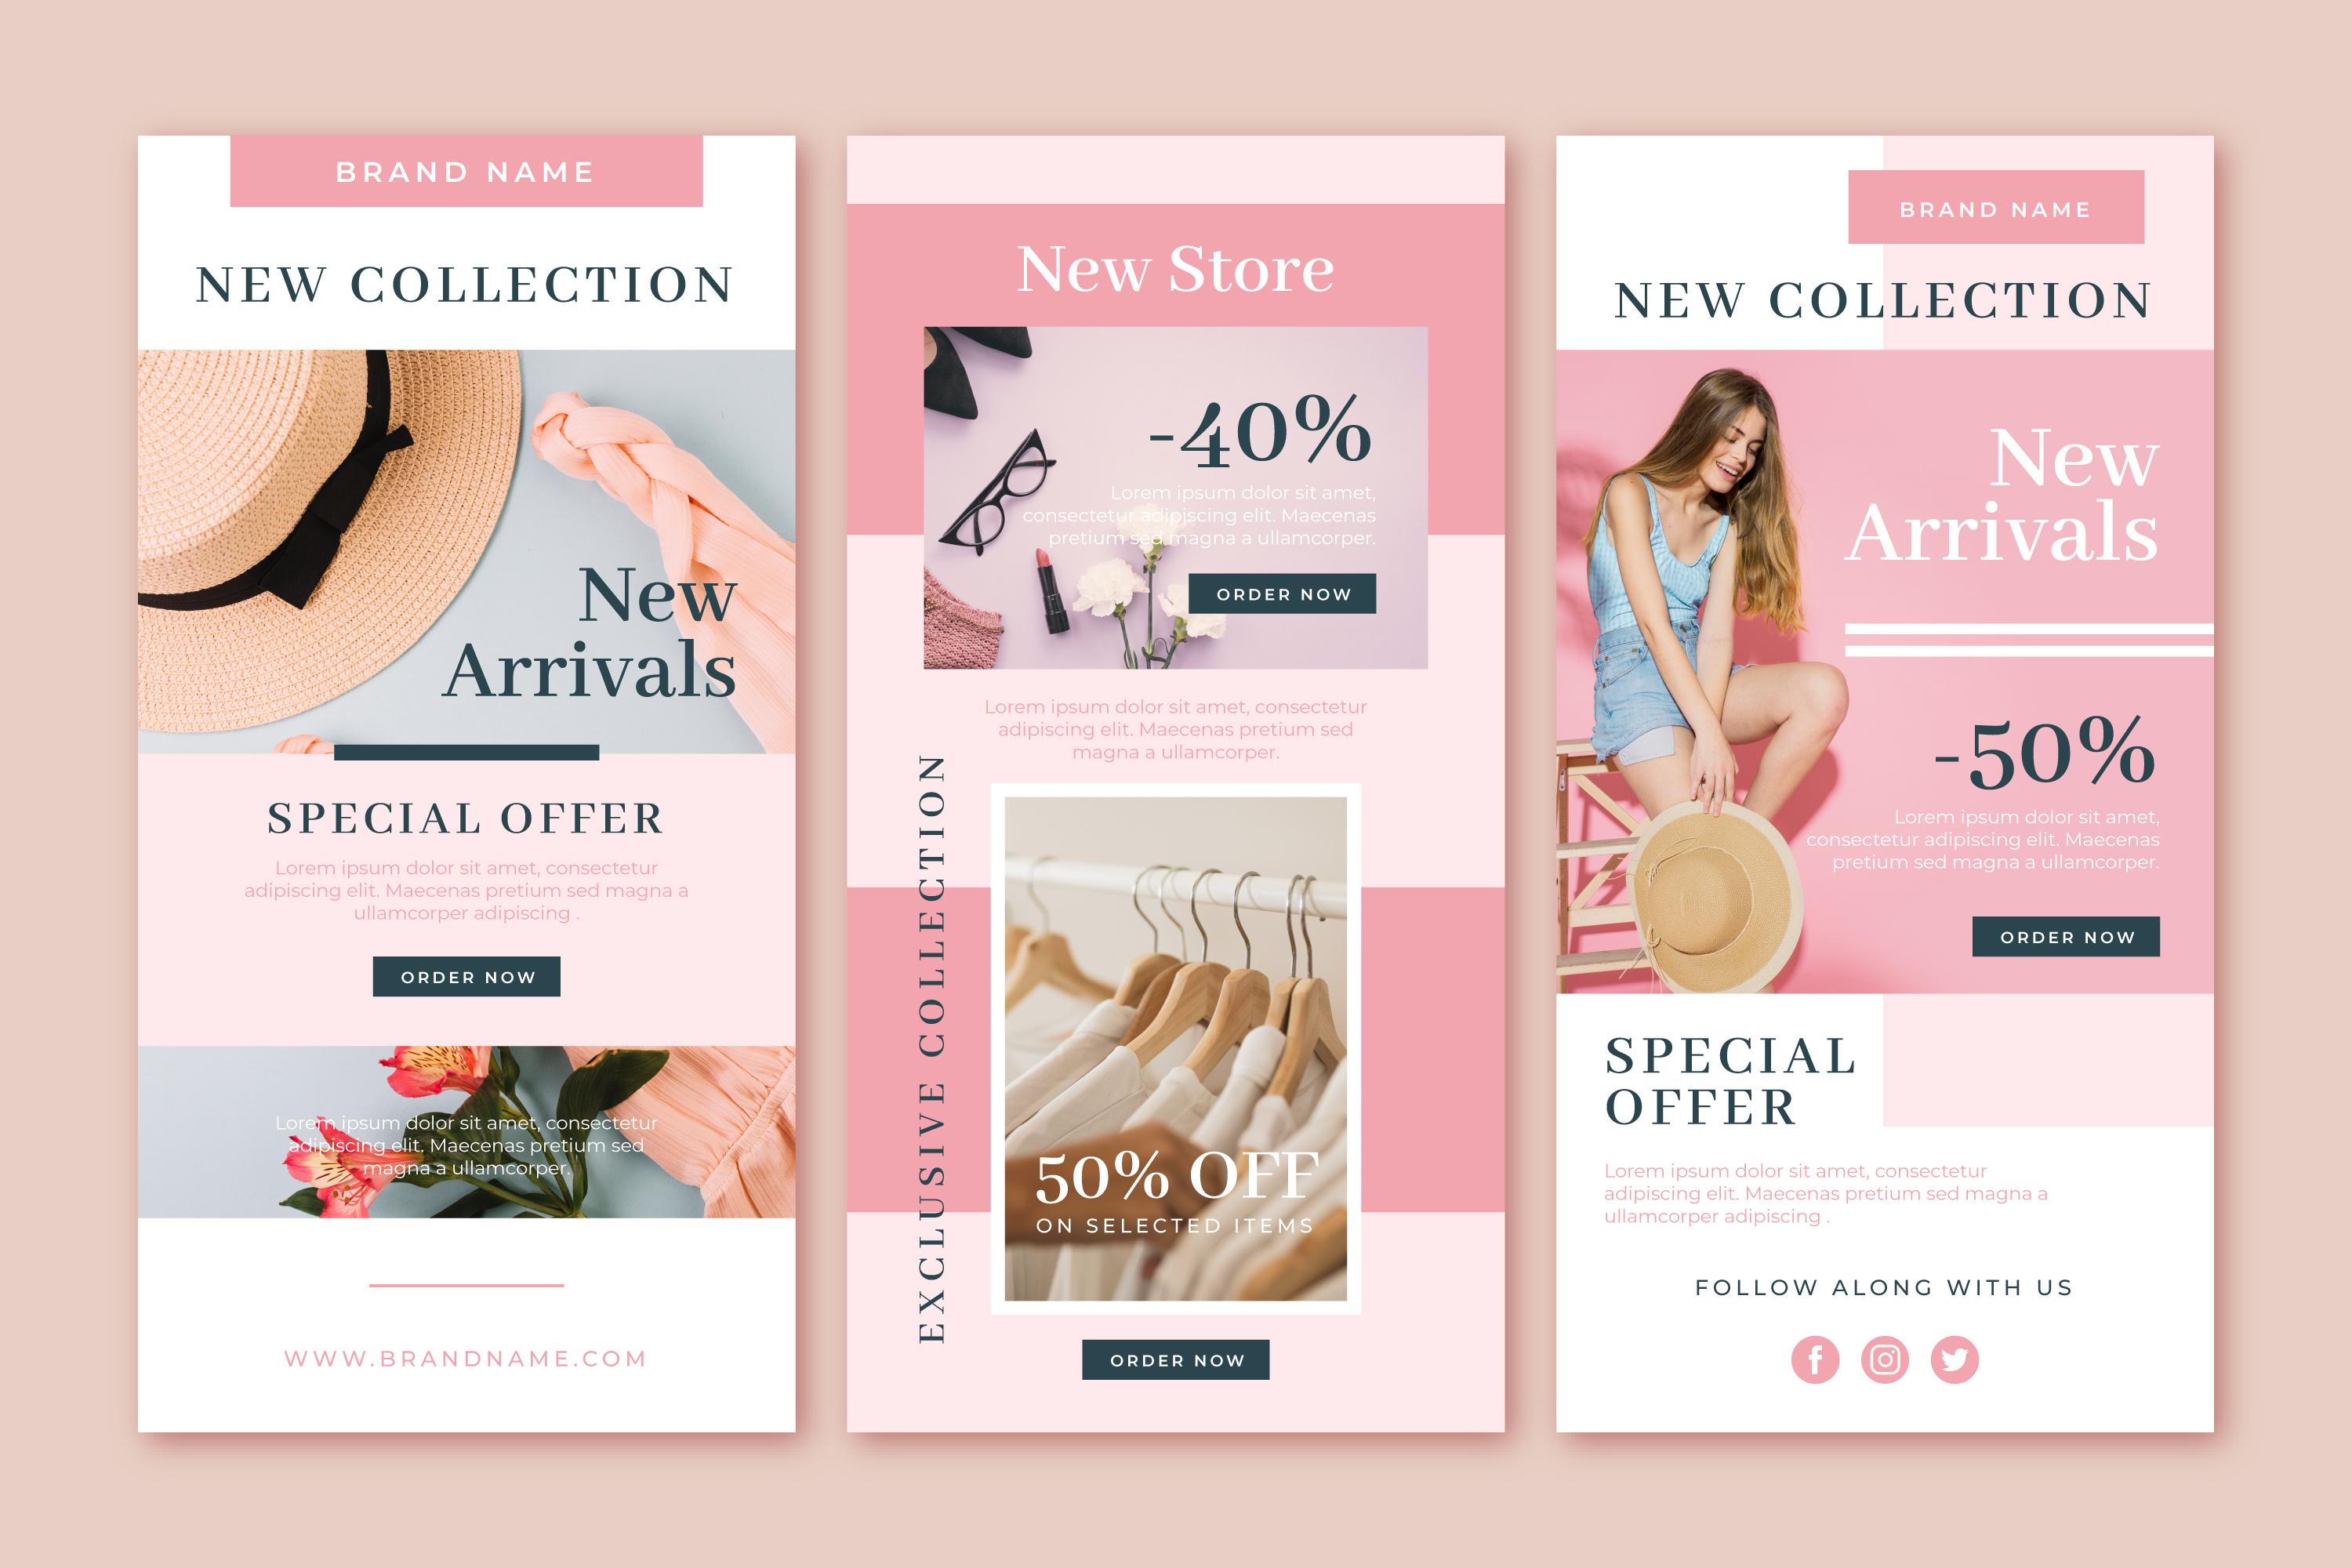 BRAND NAME
NEW COLLECTION
New
Arrivals
SPECIAL OFFER
Lorem ipsum dolor sit amet, consectetur
adipiscing elit. Maecenas pretium sed magna a
ullamcorper adipiscing .
ORDER NOW
Lorem ipsum dolor sit amet, consectetur
adipiscing elit. Maecenas pretium sed
magna a ullamcorper.
WWW.BRANDNAME.COM
New Store
-40%
Lorem ipsum dolor sit amet,
consectetur adipiscing elit. Maecenas
pretium sed magna a ullamcorper.
ORDER NOW
Lorem ipsum dolor sit amet, consectetur
adipiscing elit. Maecenas pretium sed
magna a ullamcorper.
EXCLUSIVE COLLECTION
50% OFF
ON SELECTED ITEMS
ORDER NOW
BRAND NAME
NEW COLLECTION
New
Arrivals
-50%
Lorem ipsum dolor sit amet,
consectetur adipiscing elit. Maecenas
pretium sed magna a ullamcorper.
ORDER NOW
SPECIAL
OFFER
Lorem ipsum dolor sit amet, consectetur
adipiscing elit. Maecenas pretium sed magna a
ullamcorper adipiscing .
FOLLOW ALONG WITH US